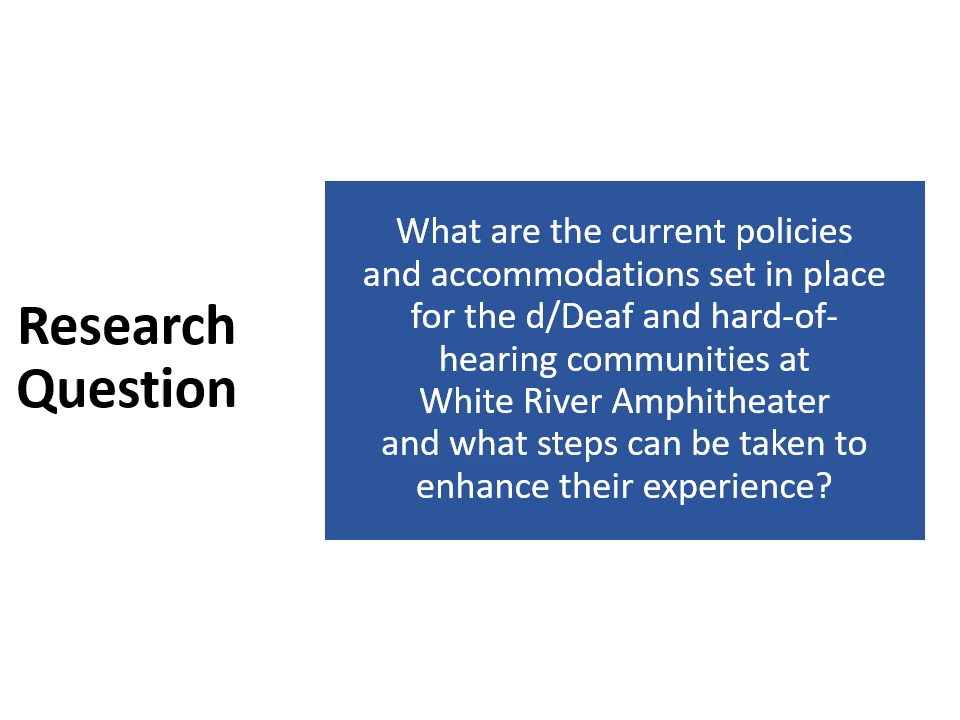 Research
Question
What are the current policies
and accommodations set in place
for the d/Deaf and hard-of-
hearing communities at
White River Amphitheater
and what steps can be taken to
enhance their experience?